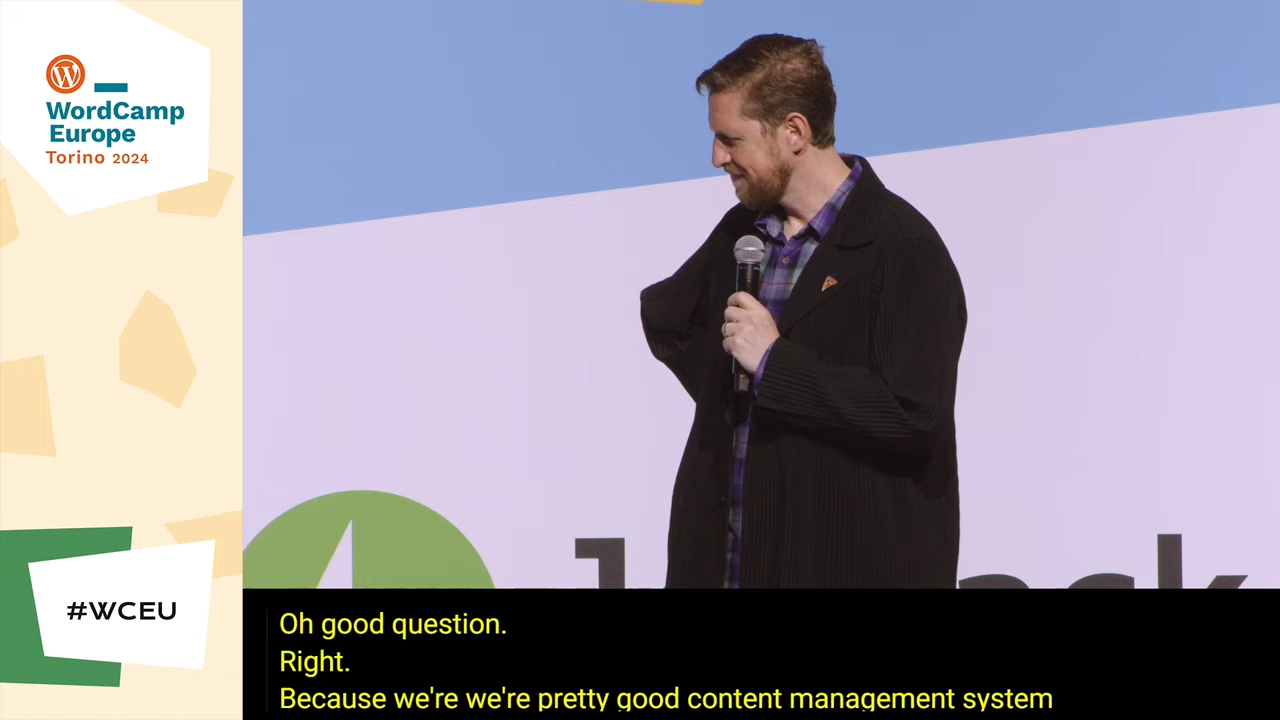 WordCamp
Europe
Torino 2024
#WCEU
Oh good question.
Right.
Because we're we're pretty good content management system